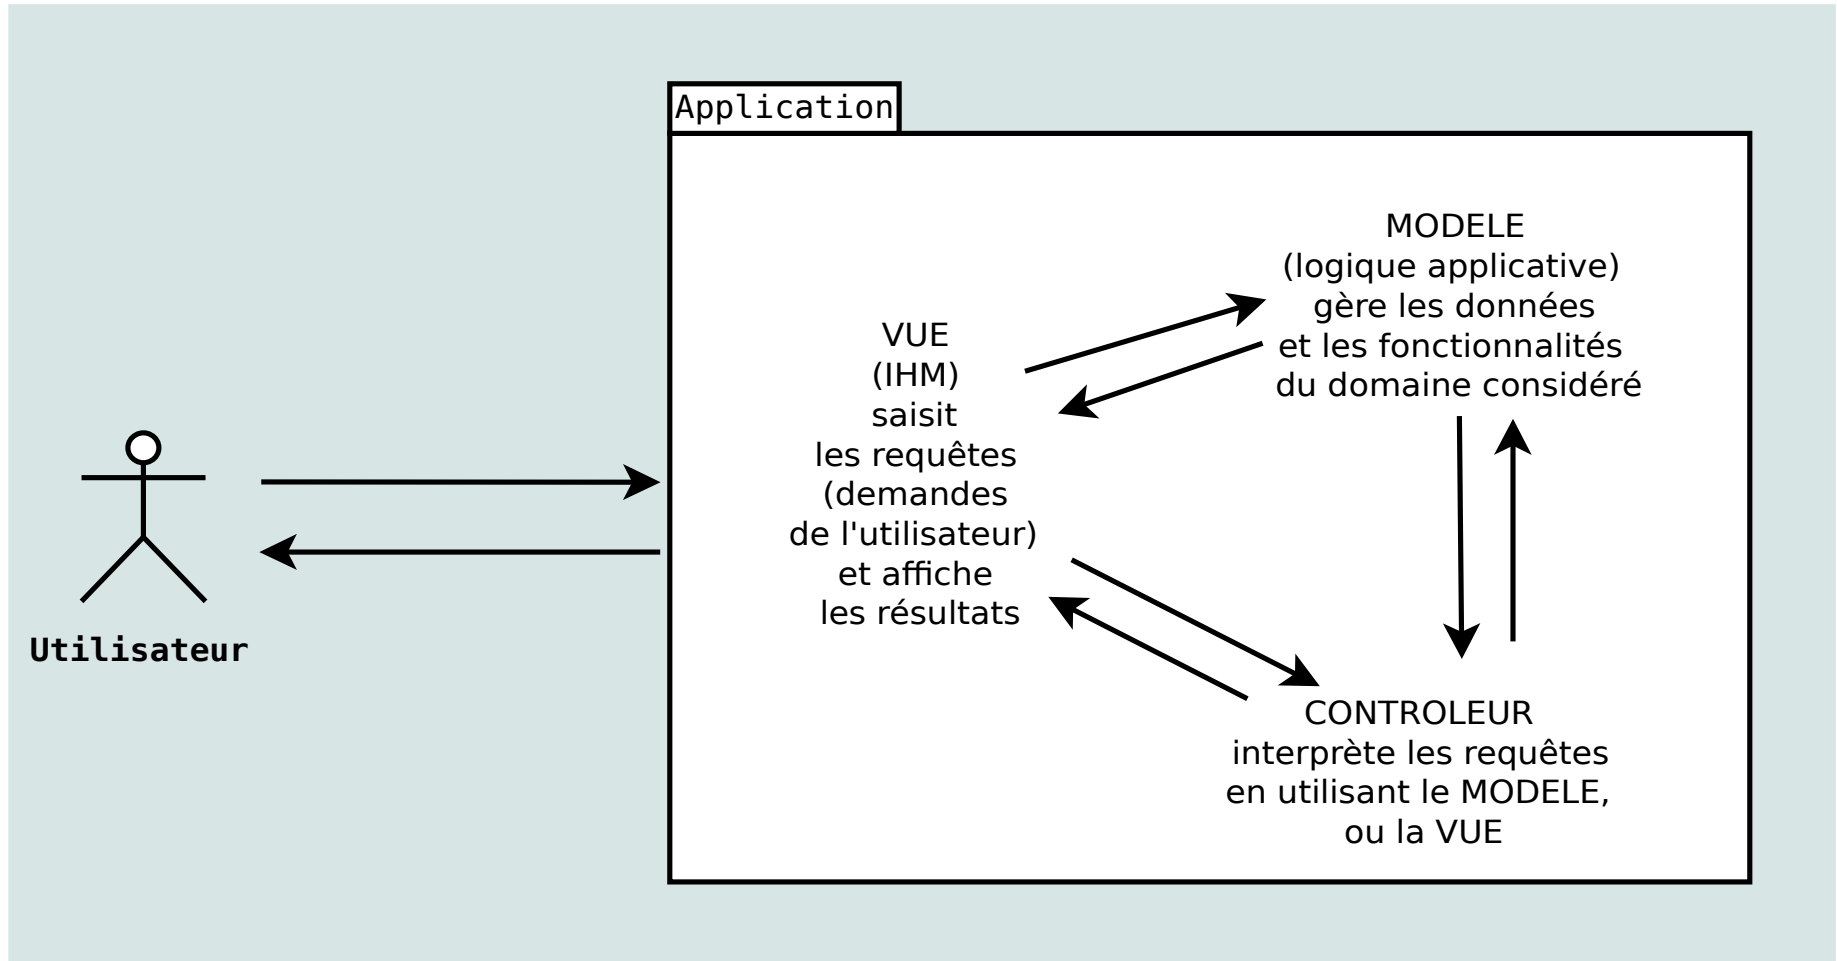 Application
MODELE
(logique applicative)
gère les données
et les fonctionnalités
du domaine considéré
VUE
(IHM)
saisit
les requêtes
(demandes
de l'utilisateur)
et affiche
les résultats
Utilisateur
CONTROLEUR
interprète les requêtes
en utilisant le MODELE,
ou la VUE